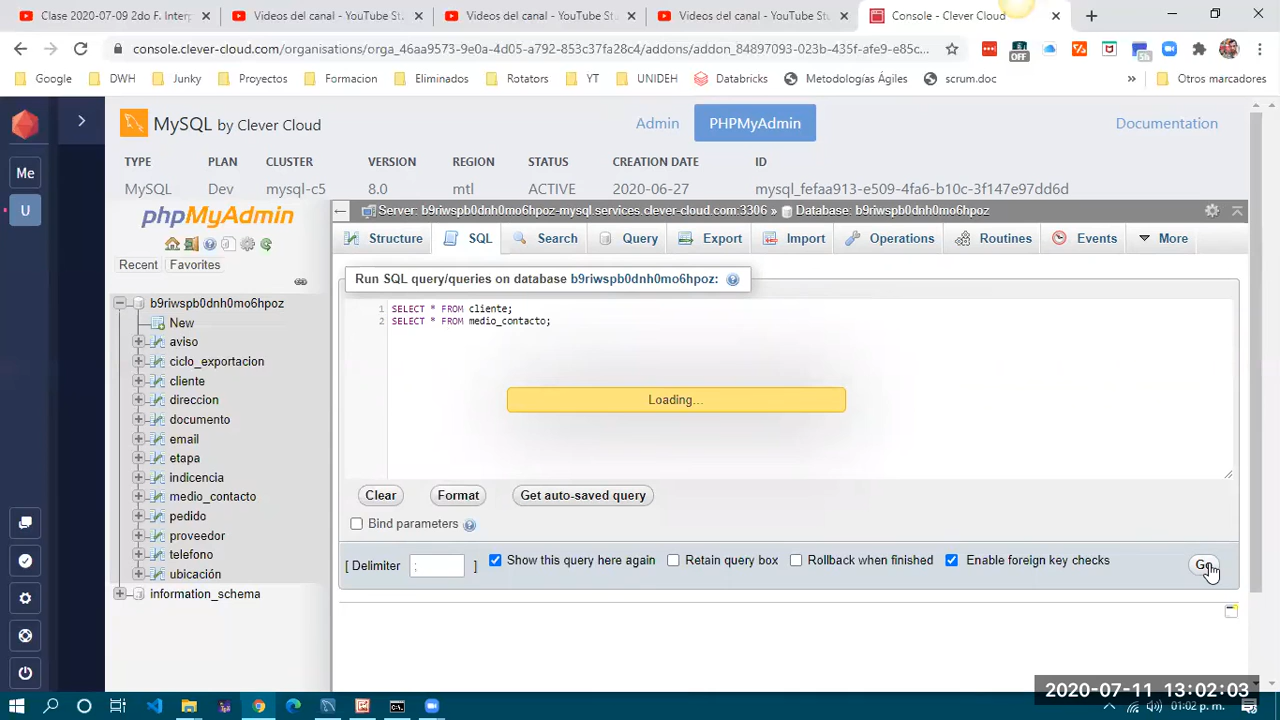 Clase 2020-07-09 2do F. Interp
Videos del canal - YouTube St
Videos del canal - YouTube St
Videos del canal - YouTube Stu
Console - Clever Cloud
console.clever-cloud.com/organisations/orga_46aa9573-9e0a-4d05-a792-853c37fa28c4/addons/addon_84897093-023b-435f-afe9-e85c...
OFF
5h
Google
DWH
Junky
Proyectos
Formacion
Eliminados
Rotators
YT
UNIDEH
Databricks
Metodologías Ágiles
scrum.doc
»
Otros marcadores
MySQL by Clever Cloud
Admin
PHPMyAdmin
Documentation
TYPE PLAN CLUSTER VERSION REGION STATUS CREATION DATE ID
MySQL Dev mysql-c5 8.0 mtl ACTIVE 2020-06-27 mysql_fefaa913-e509-4fa6-b10c-3f147e97dd6d
Me
U
phpMyAdmin
Recent Favorites
b9riwspb0dnh0mo6hpoz
New
aviso
ciclo_exportacion
cliente
direccion
documento
email
etapa
indicencia
medio_contacto
pedido
proveedor
telefono
ubicación
information_schema
Server: b9riwspb0dnh0mo6hpoz-mysql.services.clever-cloud.com:3306 » Database: b9riwspb0dnh0mo6hpoz
Structure SQL Search Query Export Import Operations Routines Events More
Run SQL query/queries on database b9riwspb0dnh0mo6hpoz:
1 SELECT * FROM cliente;
2 SELECT * FROM medio_contacto;
Loading...
Clear Format Get auto-saved query
Bind parameters
[ Delimiter ; ] Show this query here again Retain query box Rollback when finished Enable foreign key checks Go
2020-07-11 13:02:03
01:02 p. m.